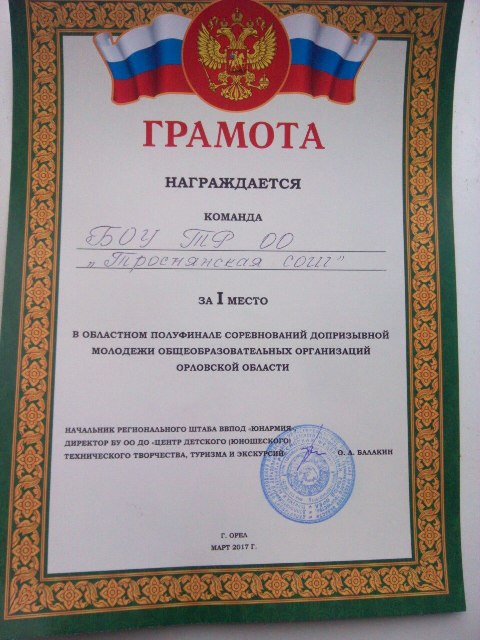 ГРАМОТА
НАГРАЖДАЕТСЯ
КОМАНДА
БОУ ТР ОО
„Троснянская сош"
ЗА I МЕСТО
В ОБЛАСТНОМ ПОЛУФИНАЛЕ СОРЕВНОВАНИЙ ДОПРИЗЫВНОЙ
МОЛОДЕЖИ ОБЩЕОБРАЗОВАТЕЛЬНЫХ ОРГАНИЗАЦИЙ
ОРЛОВСКОЙ ОБЛАСТИ
НАЧАЛЬНИК РЕГИОНАЛЬНОГО ШТАБА ВВПОД «ЮНАРМИЯ»,
ДИРЕКТОР БУ ОО ДО «ЦЕНТР ДЕТСКОГО (ЮНОШЕСКОГО)
ТЕХНИЧЕСКОГО ТВОРЧЕСТВА, ТУРИЗМА И ЭКСКУРСИЙ» О. А. БАЛАКИН
Г. ОРЕЛ
МАРТ 2017 Г.